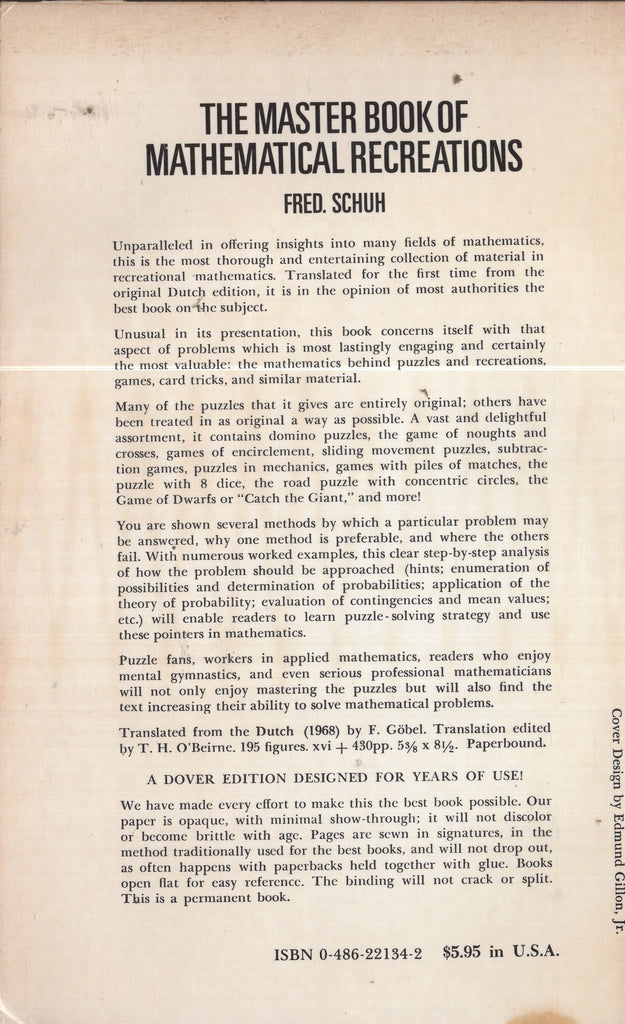 THE MASTER BOOK OF
MATHEMATICAL RECREATIONS
FRED. SCHUH
Unparalleled in offering insights into many fields of mathematics,
this is the most thorough and entertaining collection of material in
recreational mathematics. Translated for the first time from the
original Dutch edition, it is in the opinion of most authorities the
best book on the subject.
Unusual in its presentation, this book concerns itself with that
aspect of problems which is most lastingly engaging and certainly
the most valuable: the mathematics behind puzzles and recreations,
games, card tricks, and similar material.
Many of the puzzles that it gives are entirely original; others have
been treated in as original a way as possible. A vast and delightful
assortment, it contains domino puzzles, the game of noughts and
crosses, games of encirclement, sliding movement puzzles, subtrac-
tion games, puzzles in mechanics, games with piles of matches, the
puzzle with 8 dice, the road puzzle with concentric circles, the
Game of Dwarfs or "Catch the Giant," and more!
You are shown several methods by which a particular problem may
be answered, why one method is preferable, and where the others
fail. With numerous worked examples, this clear step-by-step analysis
of how the problem should be approached (hints; enumeration of
possibilities and determination of probabilities; application of the
theory of probability; evaluation of contingencies and mean values;
etc.) will enable readers to learn puzzle-solving strategy and use
these pointers in mathematics.
Puzzle fans, workers in applied mathematics, readers who enjoy
mental gymnastics, and even serious professional mathematicians
will not only enjoy mastering the puzzles but will also find the
text increasing their ability to solve mathematical problems.
Translated from the Dutch (1968) by F. Göbel. Translation edited
by T. H. O'Beirne. 195 figures. xvi + 430pp. 5⅜ x 8½. Paperbound.
A DOVER EDITION DESIGNED FOR YEARS OF USE!
We have made every effort to make this the best book possible. Our
paper is opaque, with minimal show-through; it will not discolor
or become brittle with age. Pages are sewn in signatures, in the
method traditionally used for the best books, and will not drop out,
as often happens with paperbacks held together with glue. Books
open flat for easy reference. The binding will not crack or split.
This is a permanent book.
ISBN 0-486-22134-2 $5.95 in U.S.A.
Cover Design by Edmund Gillon, Jr.